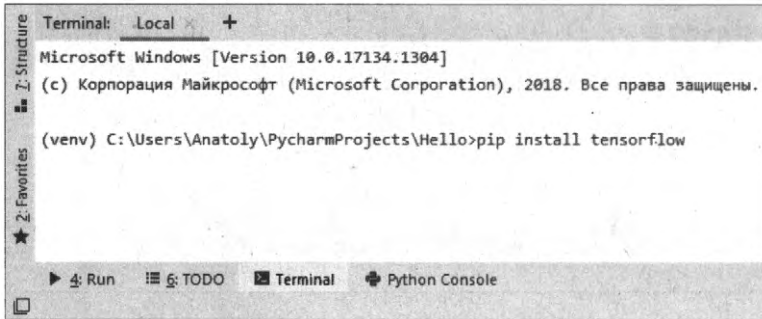 Terminal: Local × +
Microsoft Windows [Version 10.0.17134.1304]
(c) Корпорация Майкрософт (Microsoft Corporation), 2018. Все права защищены.
(venv) C:\Users\Anatoly\PycharmProjects\Hello>pip install tensorflow
7: Structure
2: Favorites
4: Run 6: TODO Terminal Python Console